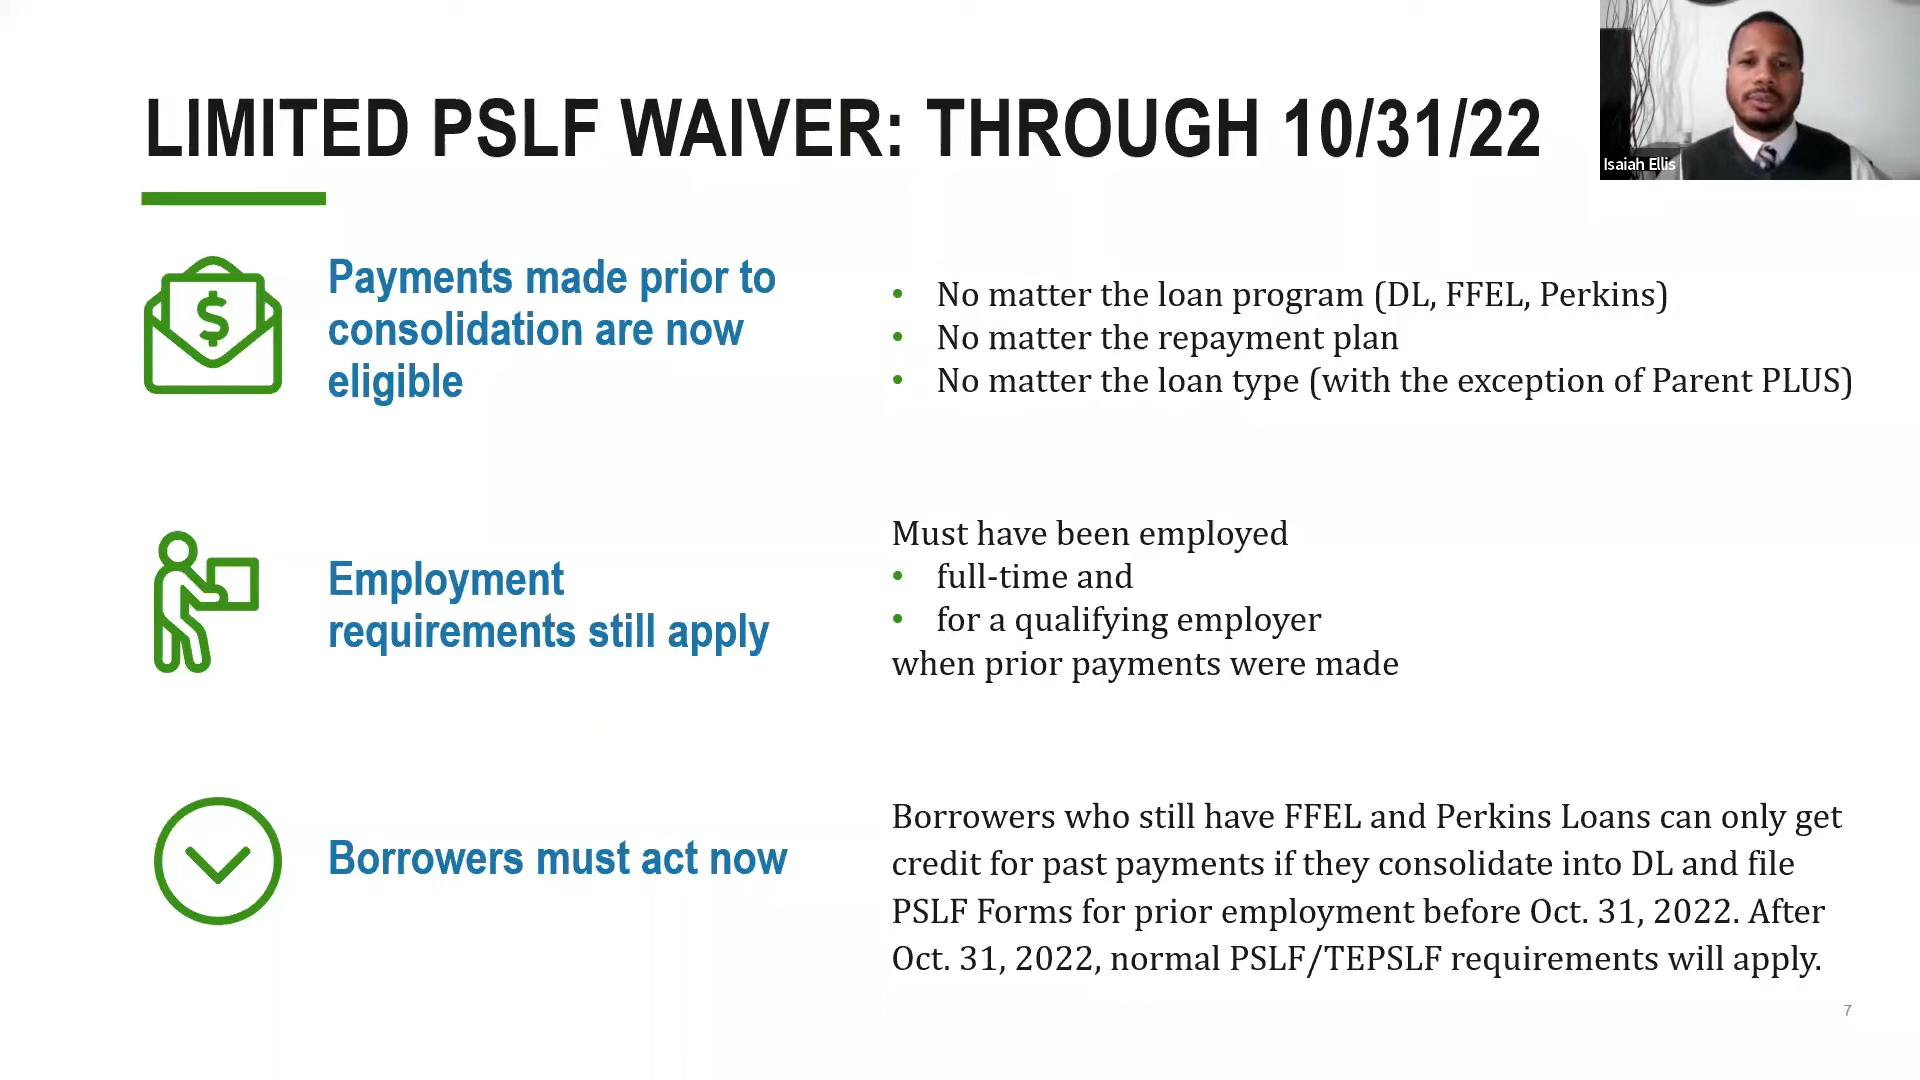 LIMITED PSLF WAIVER: THROUGH 10/31/22
Isaiah Ellis
$
Payments made prior to
consolidation are now
eligible
• No matter the loan program (DL, FFEL, Perkins)
• No matter the repayment plan
• No matter the loan type (with the exception of Parent PLUS)
Employment
requirements still apply
Must have been employed
• full-time and
• for a qualifying employer
when prior payments were made
Borrowers must act now
Borrowers who still have FFEL and Perkins Loans can only get
credit for past payments if they consolidate into DL and file
PSLF Forms for prior employment before Oct. 31, 2022. After
Oct. 31, 2022, normal PSLF/TEPSLF requirements will apply.
7